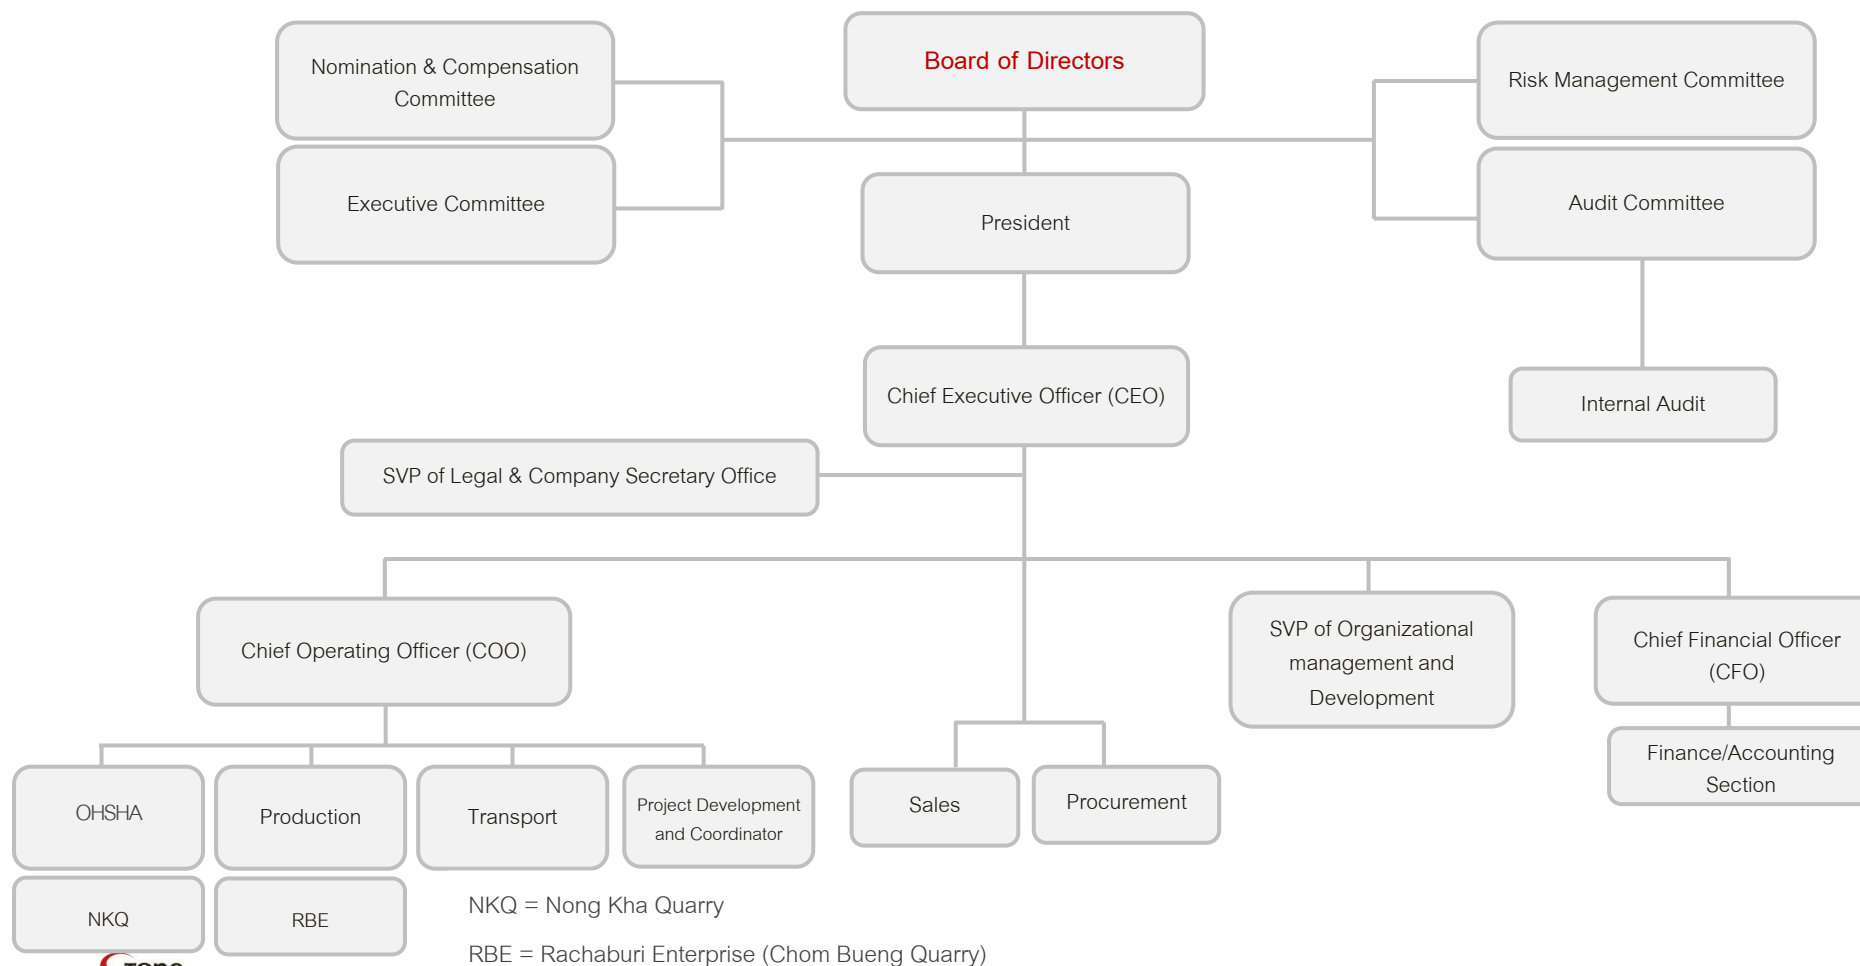 Board of Directors
Nomination & Compensation
Committee
Executive Committee
Risk Management Committee
Audit Committee
President
Chief Executive Officer (CEO)
Internal Audit
SVP of Legal & Company Secretary Office
Chief Operating Officer (COO)
SVP of Organizational
management and
Development
Chief Financial Officer
(CFO)
Finance/Accounting
Section
OHSHA
Production
Transport
Project Development
and Coordinator
Sales
Procurement
NKQ
RBE
NKQ = Nong Kha Quarry
RBE = Rachaburi Enterprise (Chom Bueng Quarry)